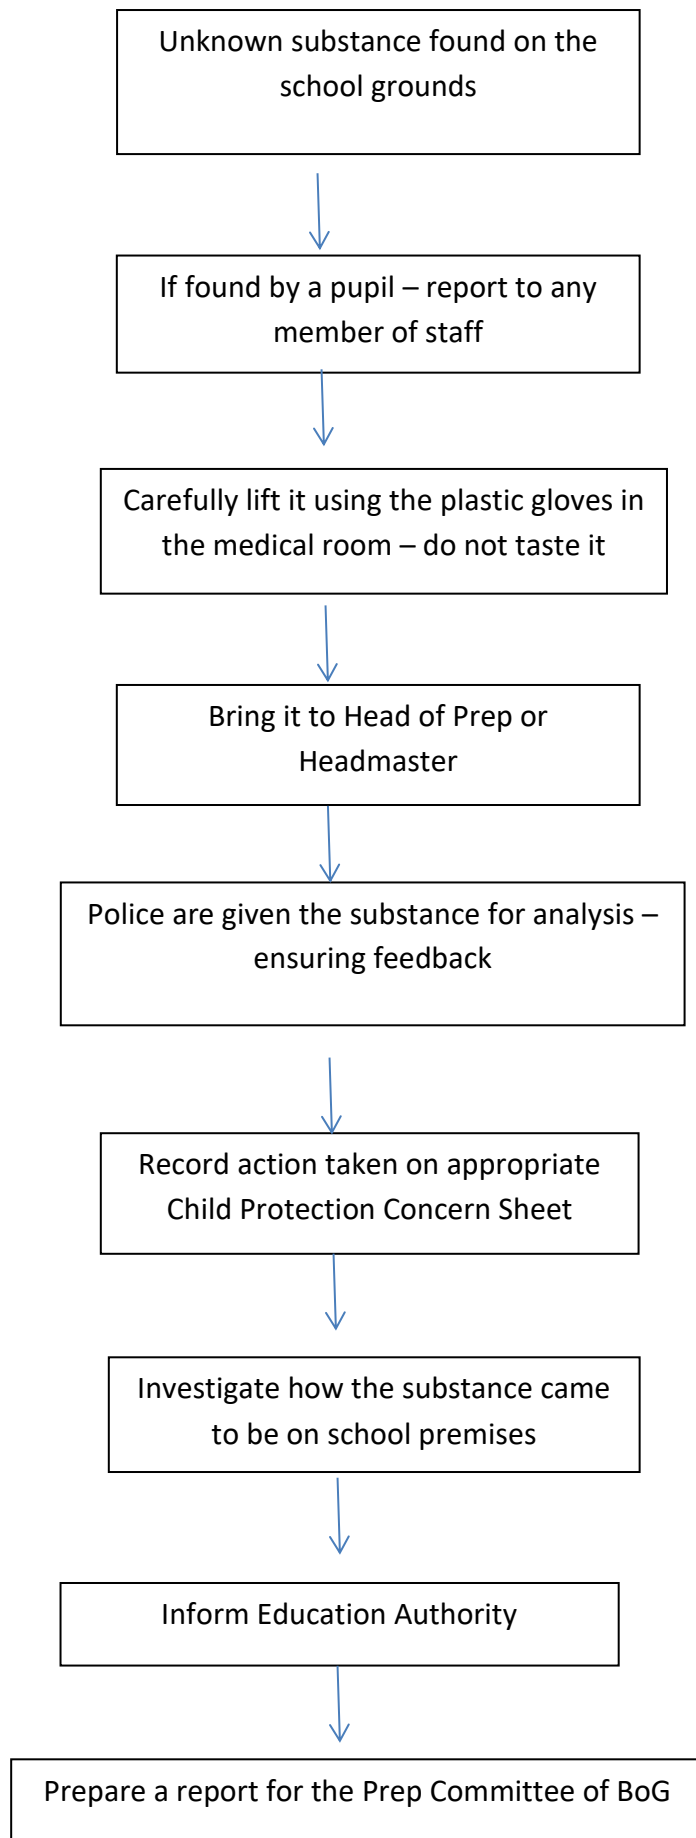 Unknown substance found on the
school grounds
If found by a pupil – report to any
member of staff
Carefully lift it using the plastic gloves in
the medical room – do not taste it
Bring it to Head of Prep or
Headmaster
Police are given the substance for analysis –
ensuring feedback
Record action taken on appropriate
Child Protection Concern Sheet
Investigate how the substance came
to be on school premises
Inform Education Authority
Prepare a report for the Prep Committee of BoG